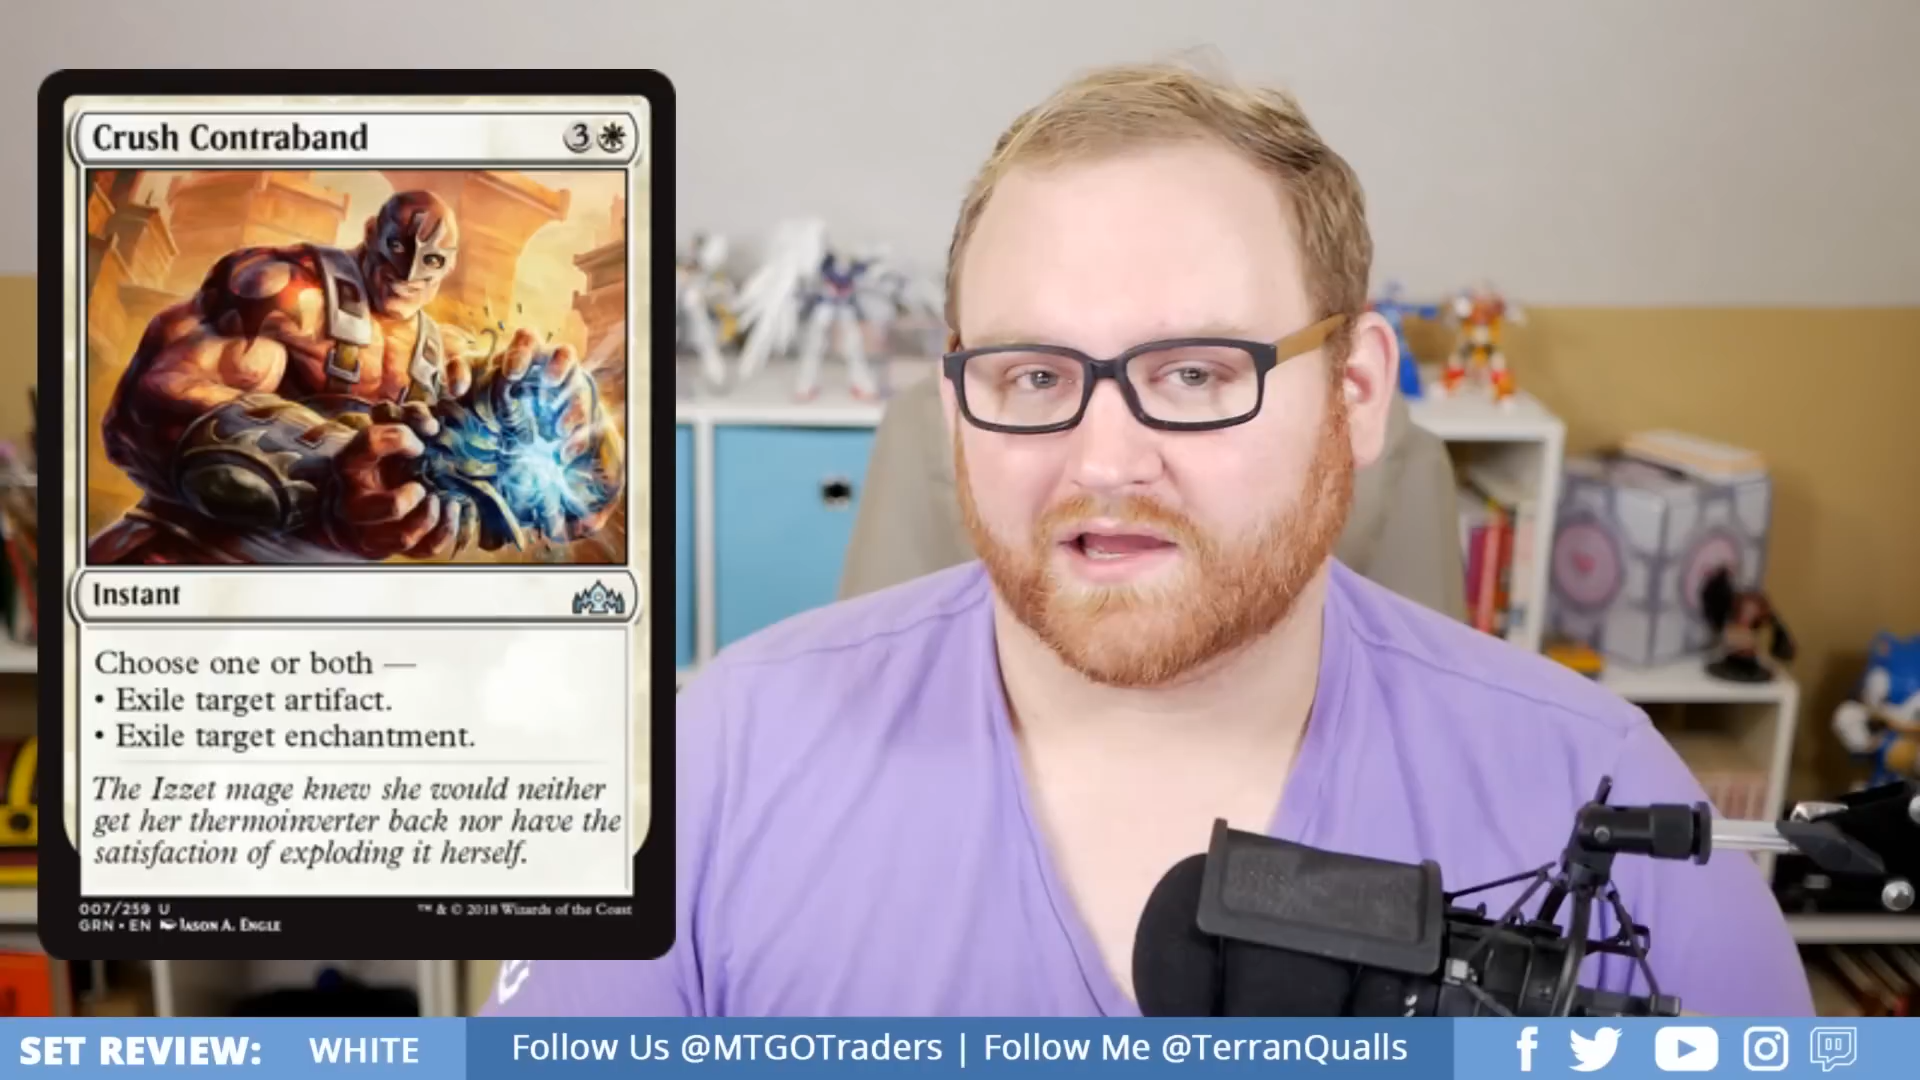 Crush Contraband
3
Instant
Choose one or both —
• Exile target artifact.
• Exile target enchantment.
The Izzet mage knew she would neither
get her thermoinverter back nor have the
satisfaction of exploding it herself.
007/259 U
™ & © 2018 Wizards of the Coast
GRN • EN Jason A. Engle
SET REVIEW: WHITE
Follow Us @MTGOTraders | Follow Me @TerranQualls